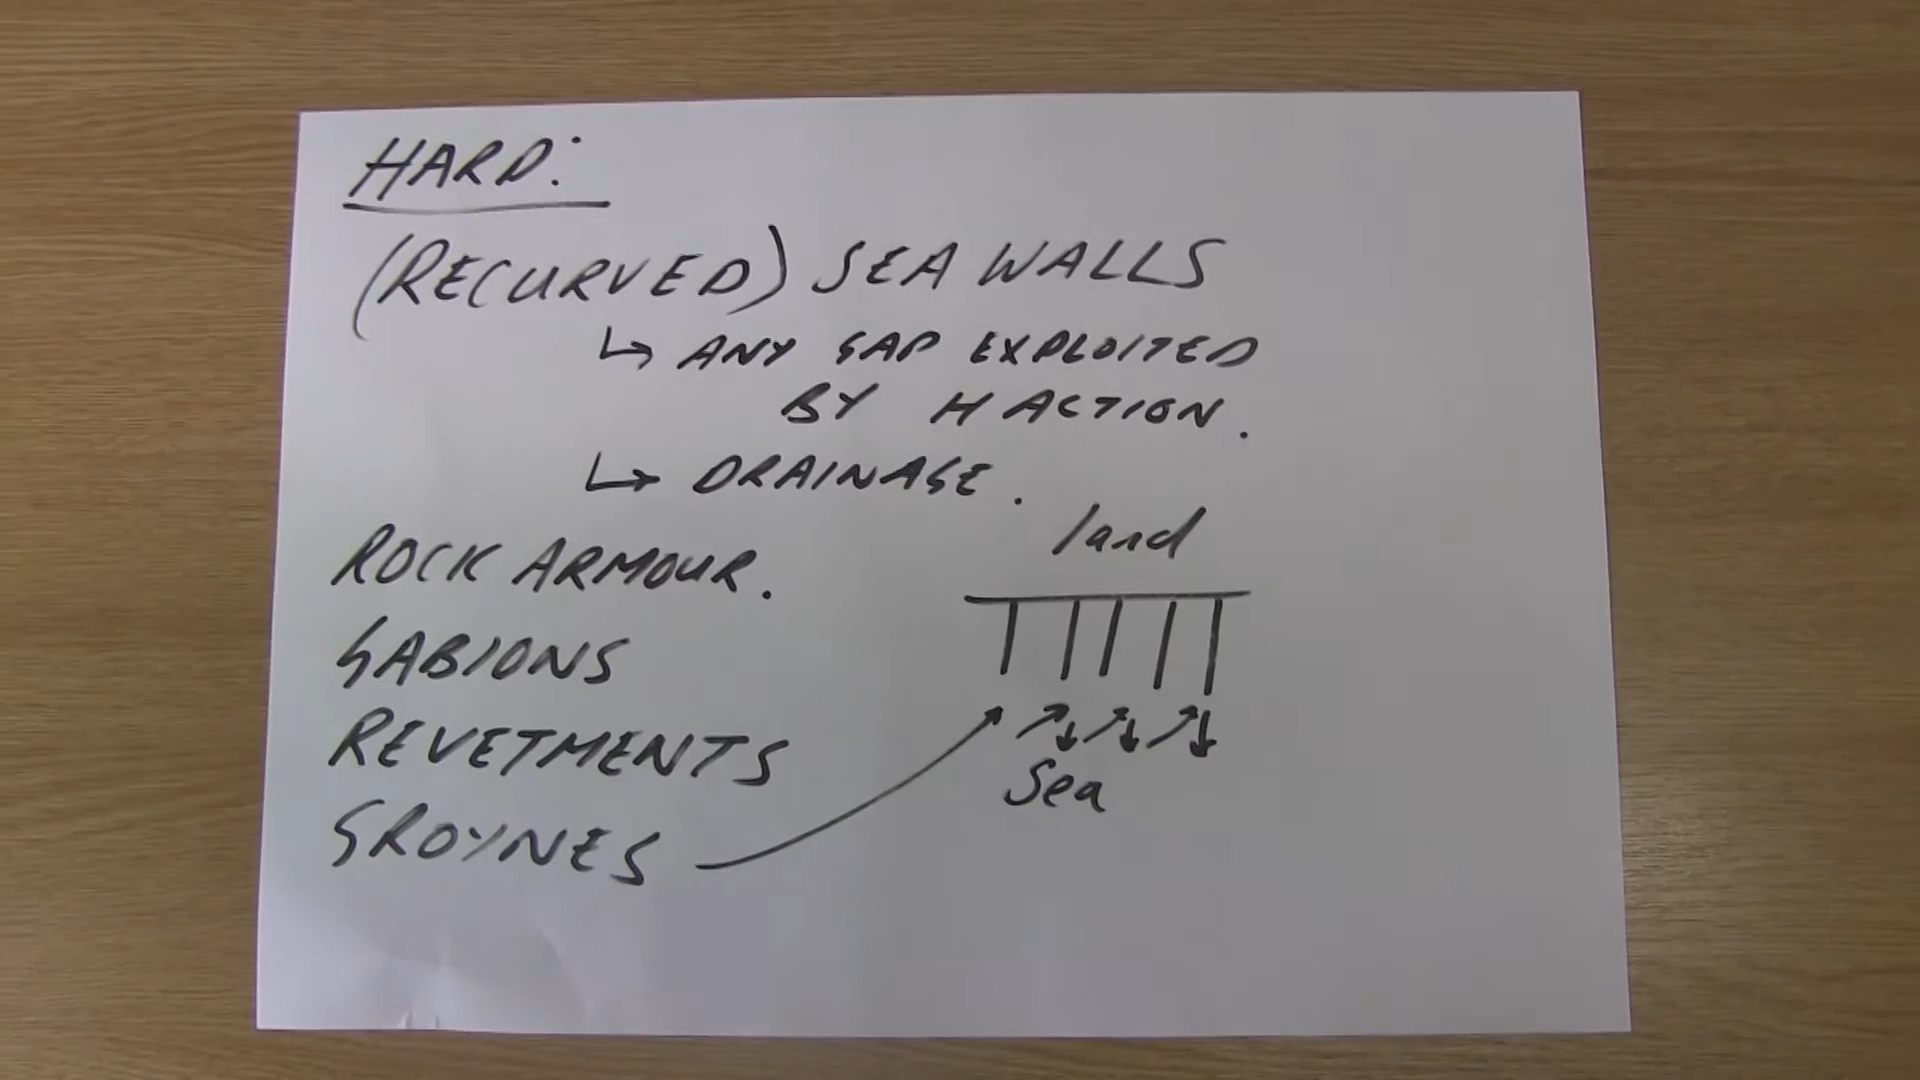 HARD:
(RECURVED) SEA WALLS
↳ ANY GAP EXPLOITED
BY H ACTION.
↳ DRAINAGE.
land
ROCK ARMOUR.
GABIONS
REVETMENTS
Sea
GROYNES